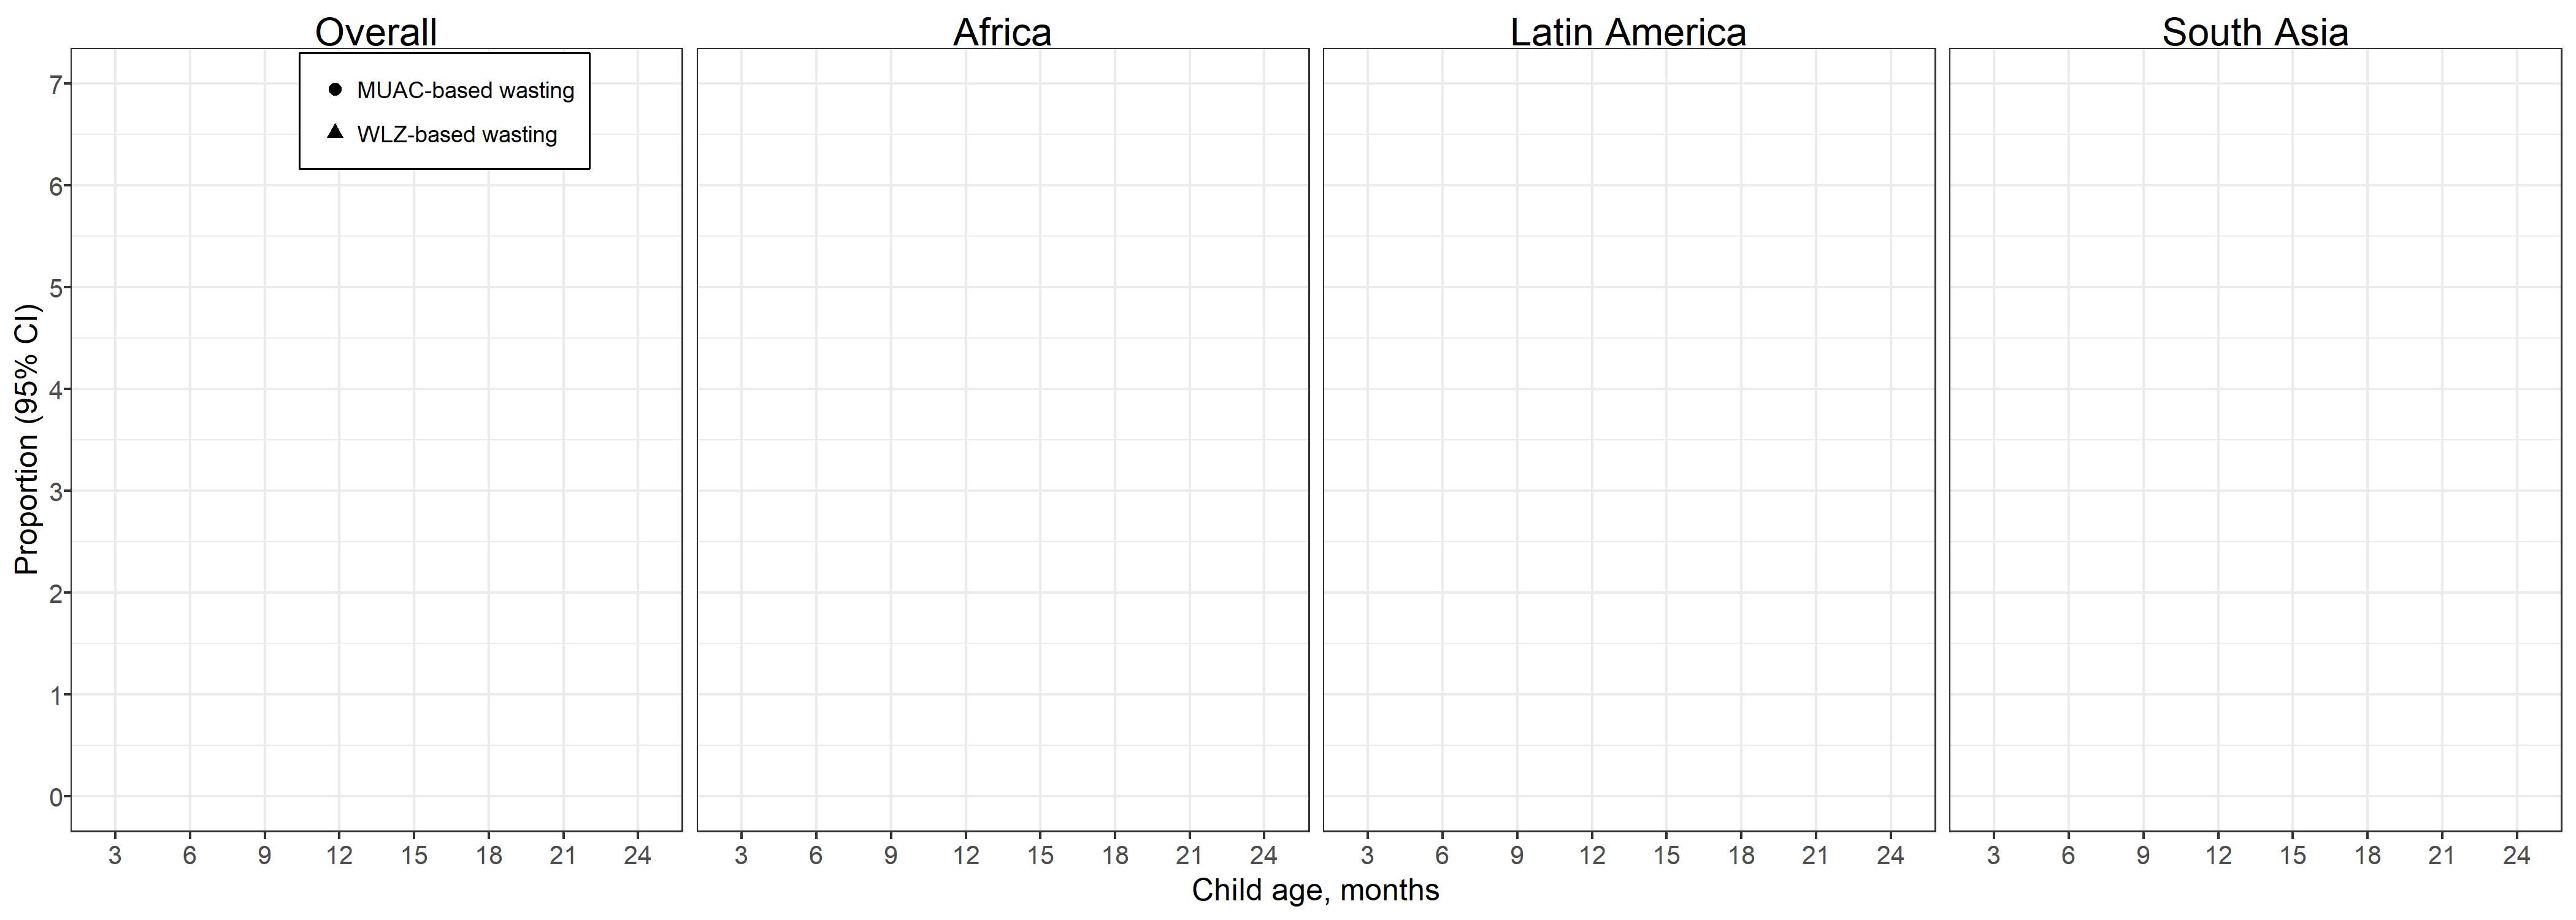 Overall
Africa
Latin America
South Asia
MUAC-based wasting
WLZ-based wasting
Proportion (95% CI)
7
6
5
4
3
2
1
0
3 6 9 12 15 18 21 24
3 6 9 12 15 18 21 24
3 6 9 12 15 18 21 24
3 6 9 12 15 18 21 24
Child age, months